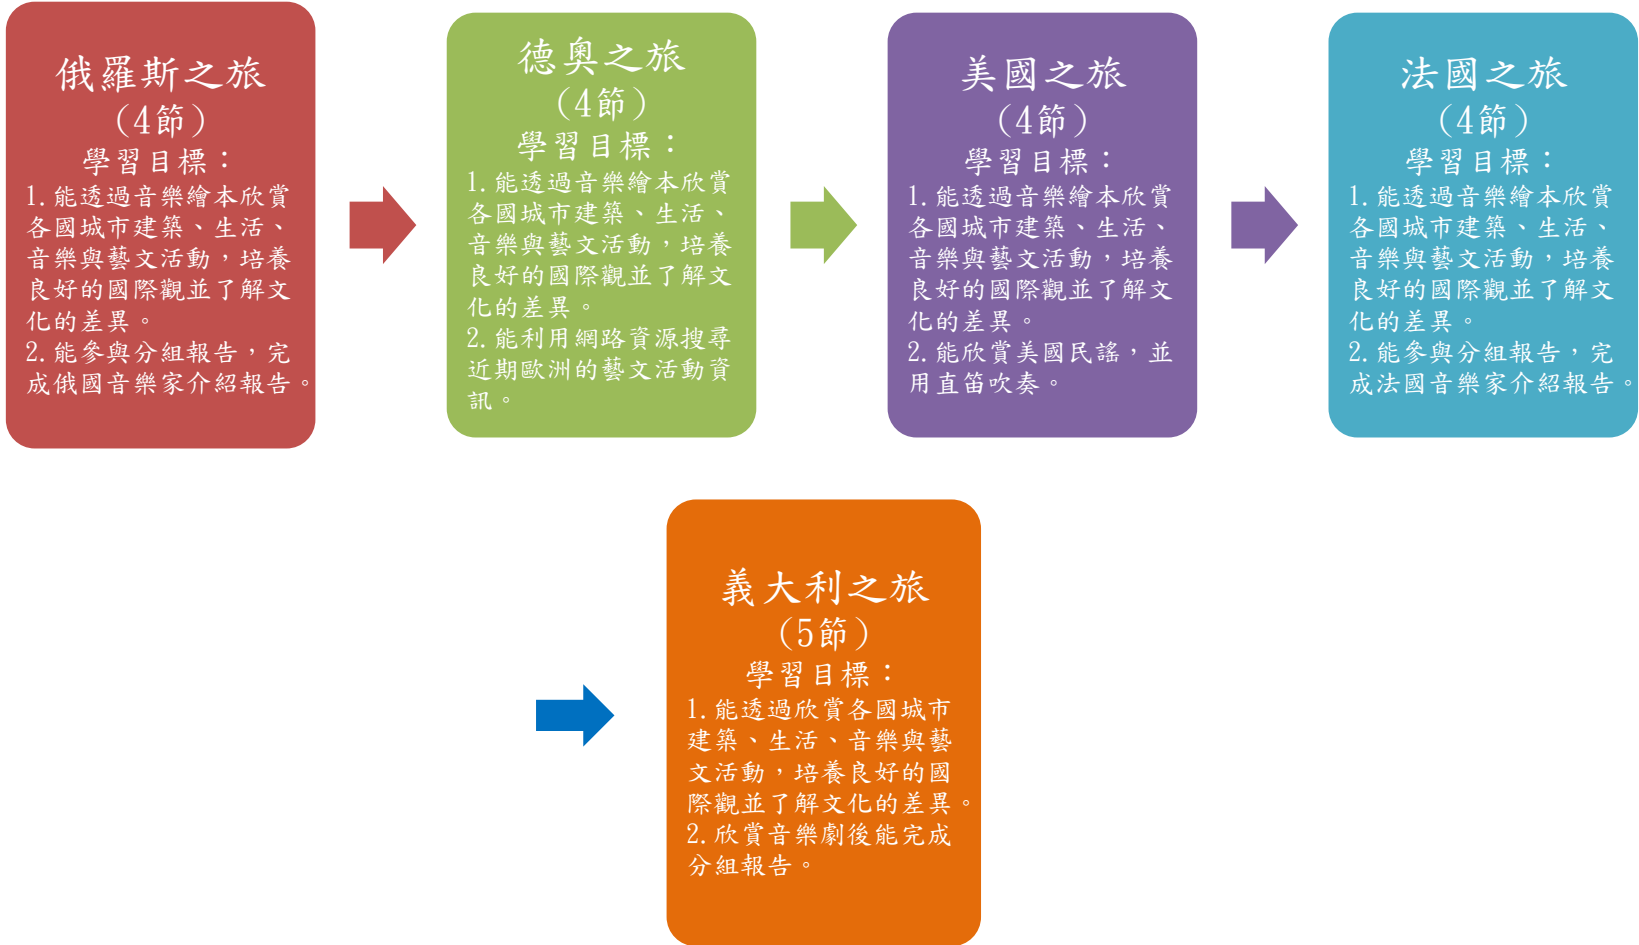 俄羅斯之旅
(4節)
學習目標：
1.能透過音樂繪本欣賞
各國城市建築、生活、
音樂與藝文活動，培養
良好的國際觀並了解文
化的差異。
2.能參與分組報告，完
成俄國音樂家介紹報告。
德奧之旅
(4節)
學習目標：
1.能透過音樂繪本欣賞
各國城市建築、生活、
音樂與藝文活動，培養
良好的國際觀並了解文
化的差異。
2.能利用網路資源搜尋
近期歐洲的藝文活動資
訊。
美國之旅
(4節)
學習目標：
1.能透過音樂繪本欣賞
各國城市建築、生活、
音樂與藝文活動，培養
良好的國際觀並了解文
化的差異。
2.能欣賞美國民謠，並
用直笛吹奏。
法國之旅
(4節)
學習目標：
1.能透過音樂繪本欣賞
各國城市建築、生活、
音樂與藝文活動，培養
良好的國際觀並了解文
化的差異。
2.能參與分組報告，完
成法國音樂家介紹報告。
義大利之旅
(5節)
學習目標：
1.能透過欣賞各國城市
建築、生活、音樂與藝
文活動，培養良好的國
際觀並了解文化的差異。
2.欣賞音樂劇後能完成
分組報告。